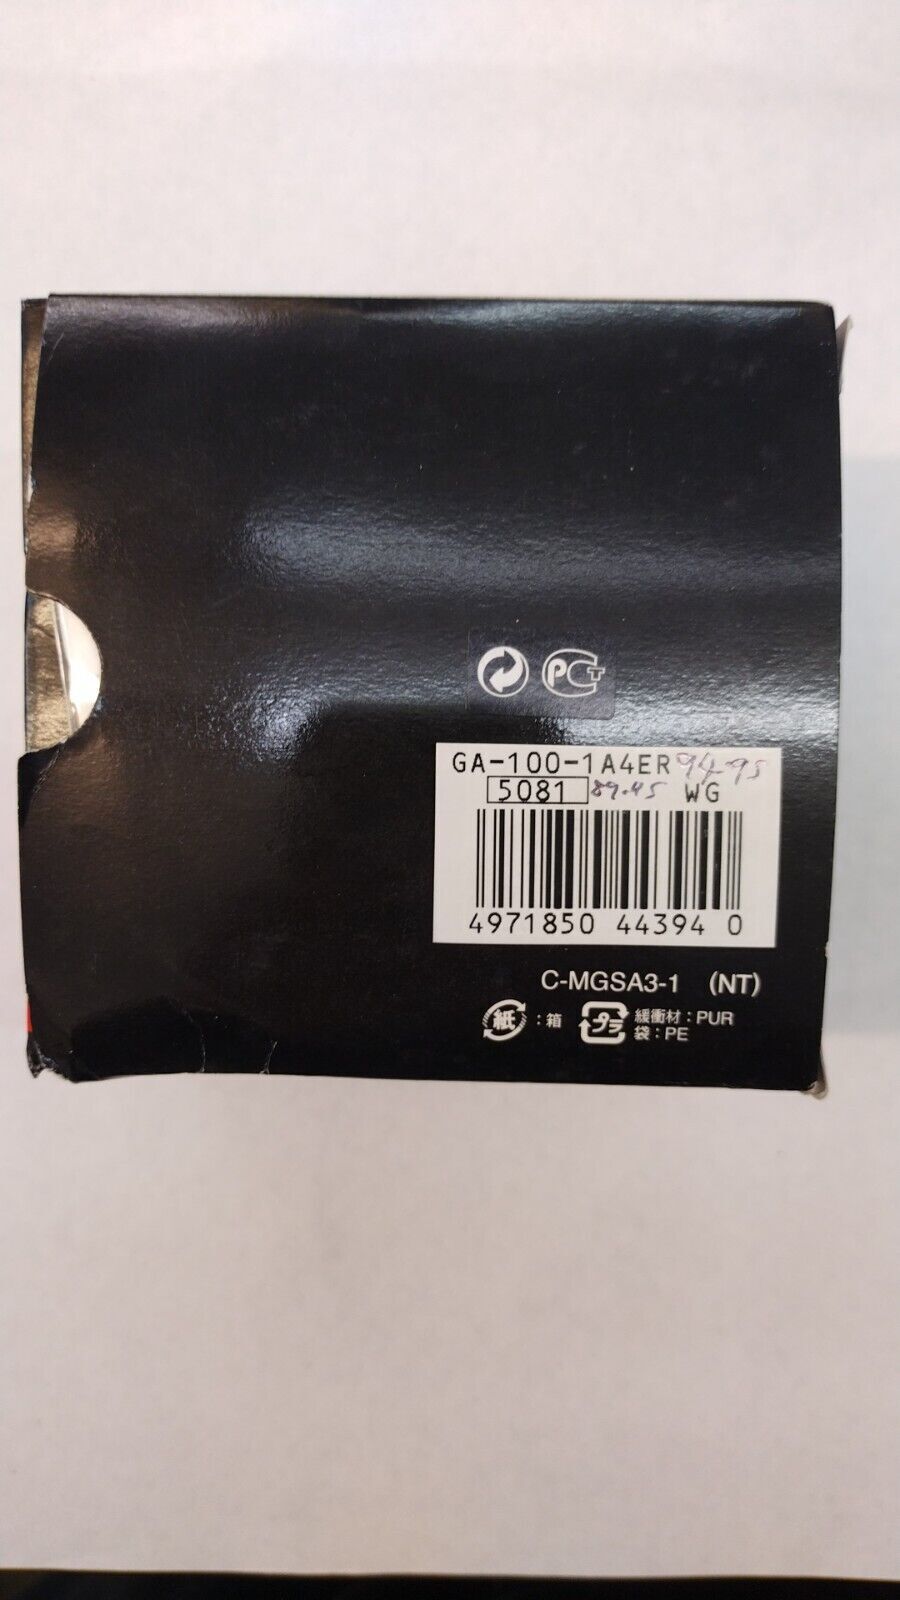 PCT
GA-100-1A4ER 94.95
5081 89.45 WG
4971850 44394 0
C-MGSA3-1 (NT)
紙 : 箱 プラ 緩衝材 : PUR
袋 : PE